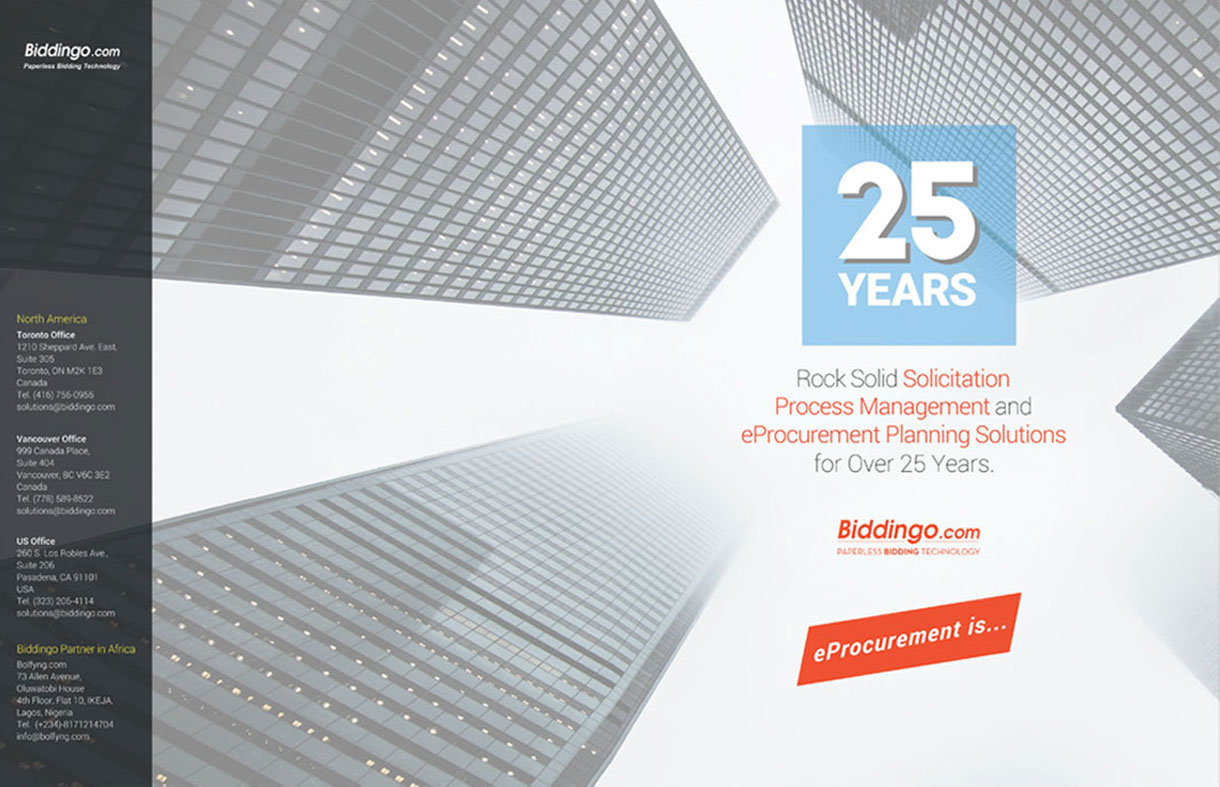 Biddingo.com
Paperless Bidding Technology
North America
Toronto Office
1210 Sheppard Ave. East,
Suite 305
Toronto, ON M2K 1E3
Canada
Tel. (416) 756-0955
solutions@biddingo.com
Vancouver Office
999 Canada Place,
Suite 404
Vancouver, BC V6C 3E2
Canada
Tel. (778) 589-8522
solutions@biddingo.com
US Office
260 S. Los Robles Ave.,
Suite 206
Pasadena, CA 91101
USA
Tel. (323) 206-4114
solutions@biddingo.com
Biddingo Partner in Africa
Bolfyng.com
73 Allen Avenue,
Oluwatobi House
4th Floor, Flat 10, IKEJA,
Lagos, Nigeria
Tel. (+234)-8171214704
info@bolfyng.com
25
YEARS
Rock Solid Solicitation
Process Management and
eProcurement Planning Solutions
for Over 25 Years.
Biddingo.com
PAPERLESS BIDDING TECHNOLOGY
eProcurement is...